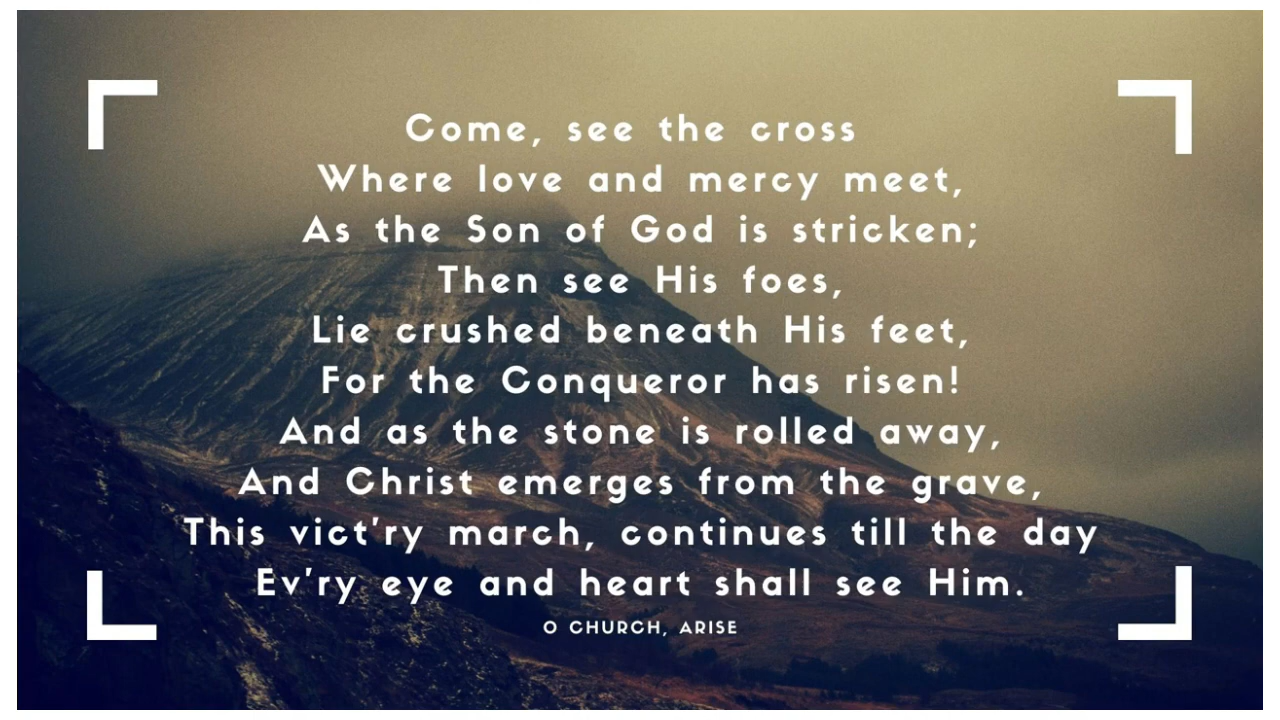 Come, see the cross
Where love and mercy meet,
As the Son of God is stricken;
Then see His foes,
Lie crushed beneath His feet,
For the Conqueror has risen!
And as the stone is rolled away,
And Christ emerges from the grave,
This vict'ry march, continues till the day
Ev'ry eye and heart shall see Him.
O CHURCH, ARISE